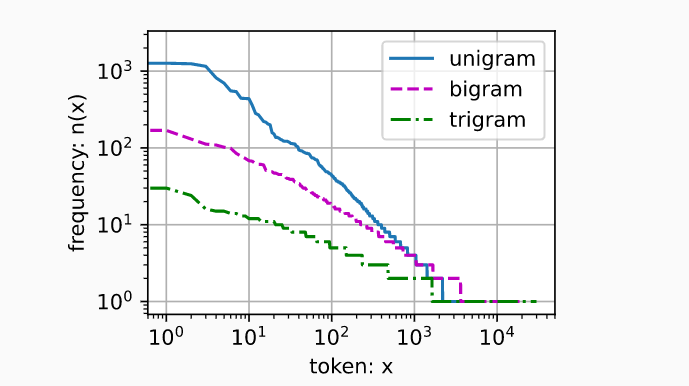 unigram
bigram
trigram
frequency: n(x)
10³
10²
10¹
10⁰
10⁰ 10¹ 10² 10³ 10⁴
token: x